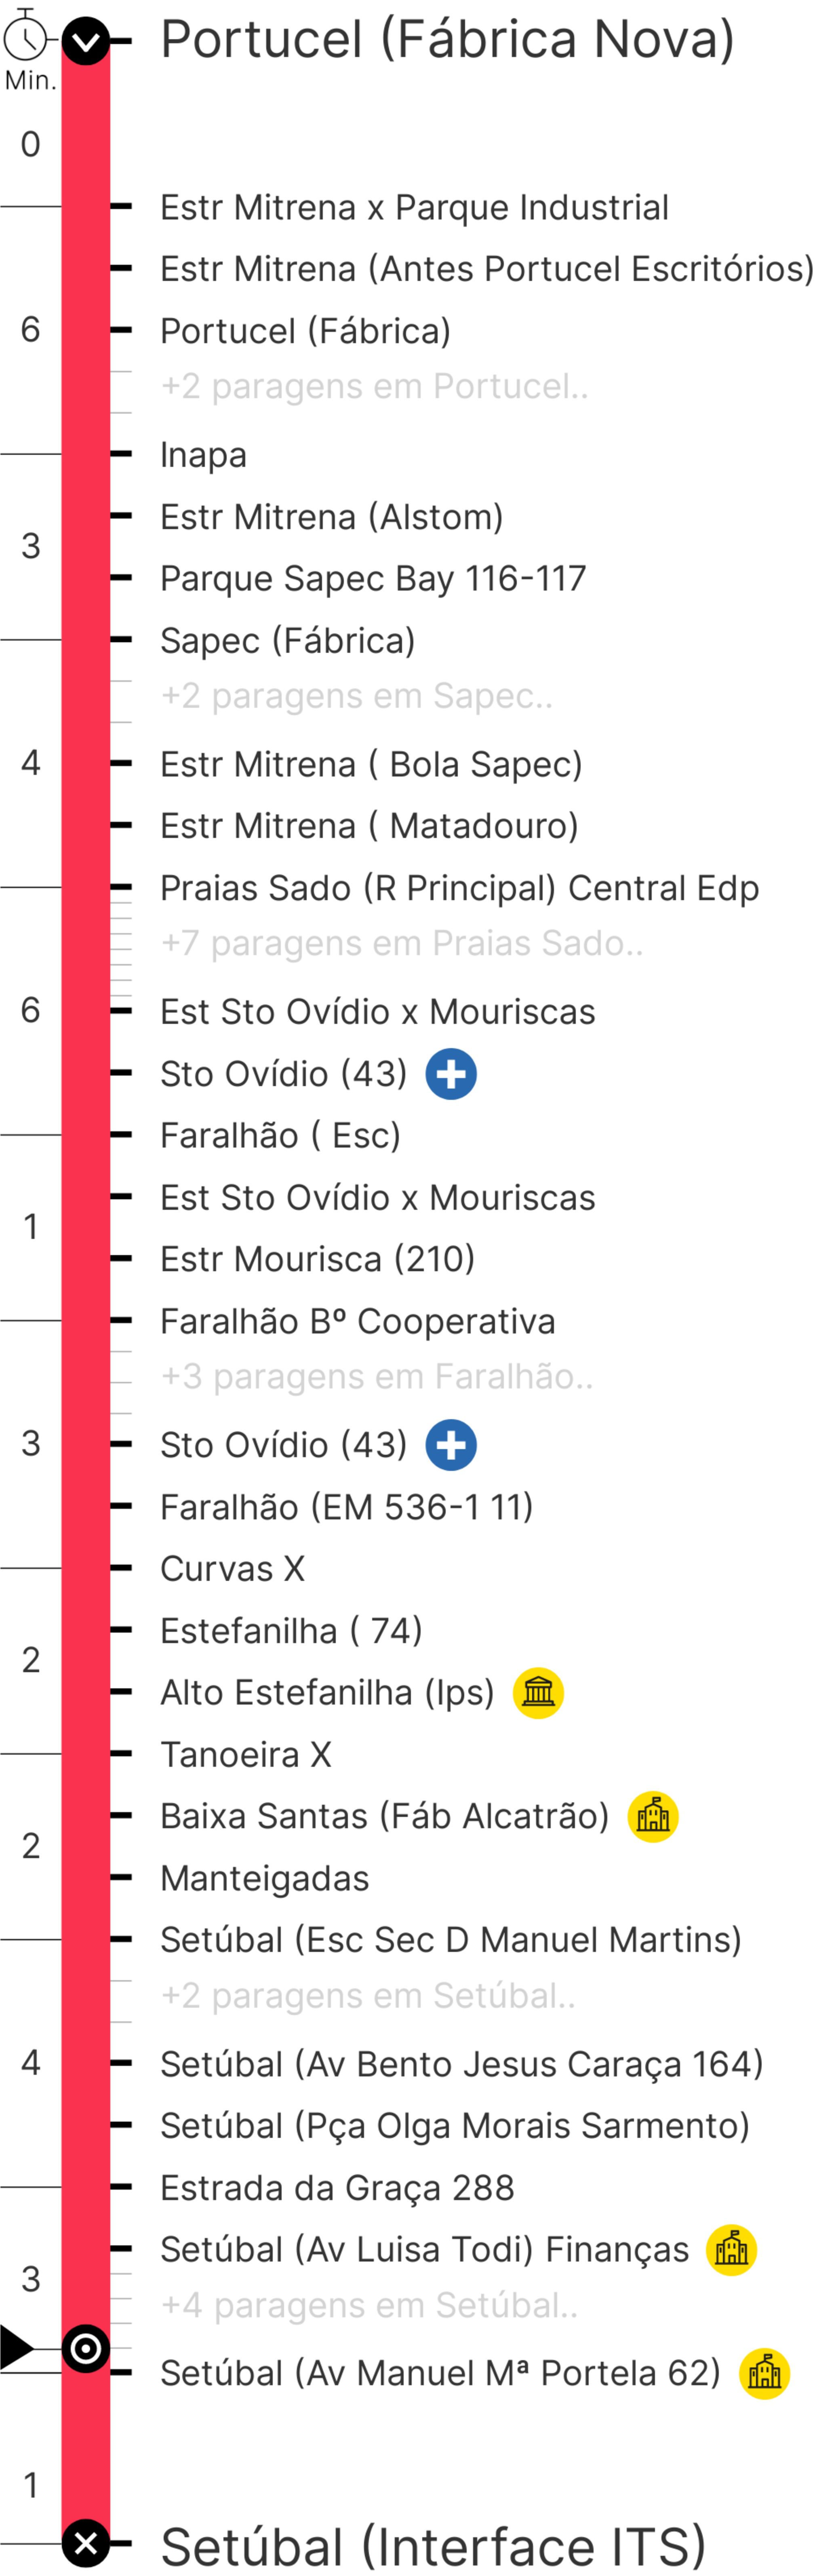 Portucel (Fábrica Nova)
Min.
0
Estr Mitrena x Parque Industrial
Estr Mitrena (Antes Portucel Escritórios)
6
Portucel (Fábrica)
+2 paragens em Portucel..
Inapa
Estr Mitrena (Alstom)
3
Parque Sapec Bay 116-117
Sapec (Fábrica)
+2 paragens em Sapec..
4
Estr Mitrena ( Bola Sapec)
Estr Mitrena ( Matadouro)
Praias Sado (R Principal) Central Edp
+7 paragens em Praias Sado..
6
Est Sto Ovídio x Mouriscas
Sto Ovídio (43)
Faralhão ( Esc)
Est Sto Ovídio x Mouriscas
1
Estr Mourisca (210)
Faralhão Bº Cooperativa
+3 paragens em Faralhão..
3
Sto Ovídio (43)
Faralhão (EM 536-1 11)
Curvas X
Estefanilha ( 74)
2
Alto Estefanilha (Ips)
Tanoeira X
Baixa Santas (Fáb Alcatrão)
2
Manteigadas
Setúbal (Esc Sec D Manuel Martins)
+2 paragens em Setúbal..
4
Setúbal (Av Bento Jesus Caraça 164)
Setúbal (Pça Olga Morais Sarmento)
Estrada da Graça 288
Setúbal (Av Luisa Todi) Finanças
3
+4 paragens em Setúbal..
Setúbal (Av Manuel Mª Portela 62)
1
Setúbal (Interface ITS)